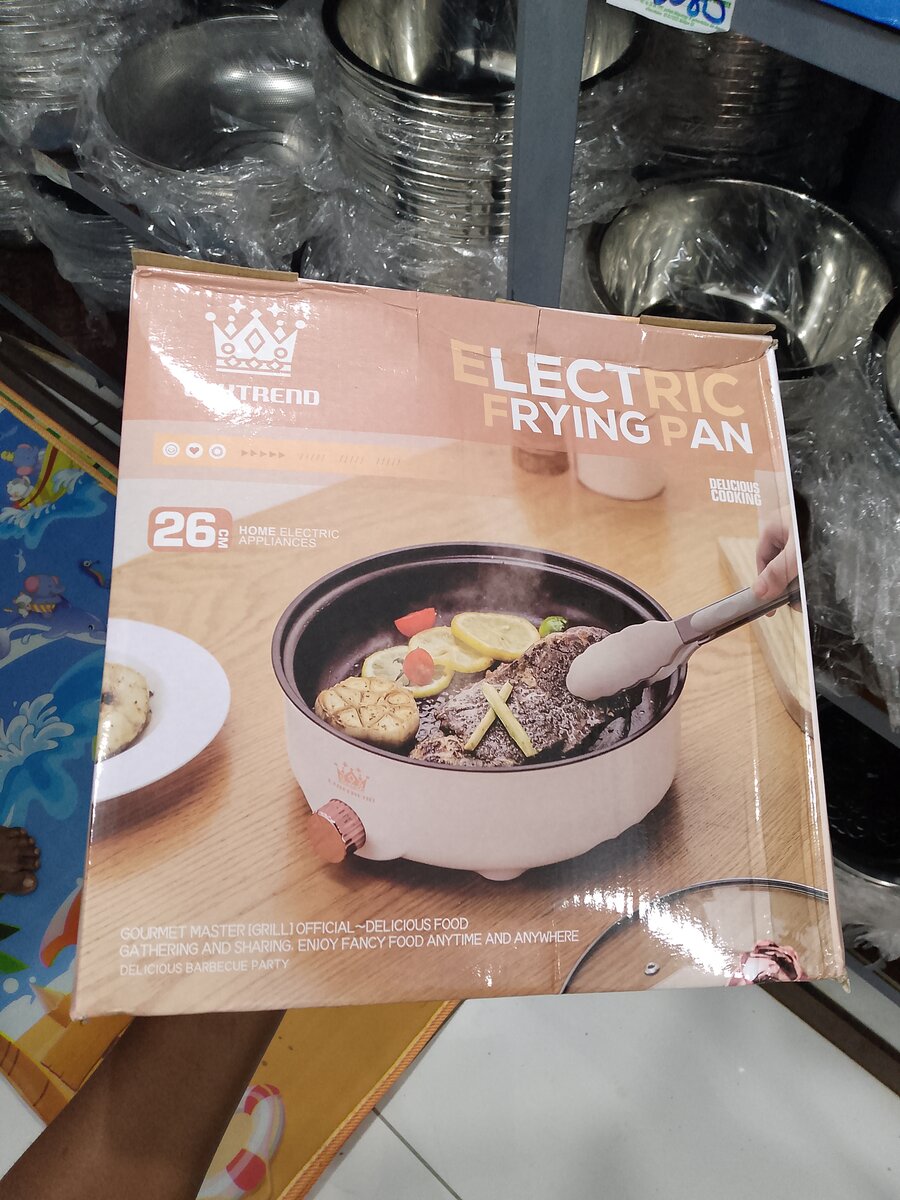 ELECTRIC
FRYING PAN
DELICIOUS
COOKING
26 CM
HOME ELECTRIC
APPLIANCES
GOURMET MASTER [GRILL] OFFICIAL~DELICIOUS FOOD
GATHERING AND SHARING. ENJOY FANCY FOOD ANYTIME AND ANYWHERE
DELICIOUS BARBECUE PARTY